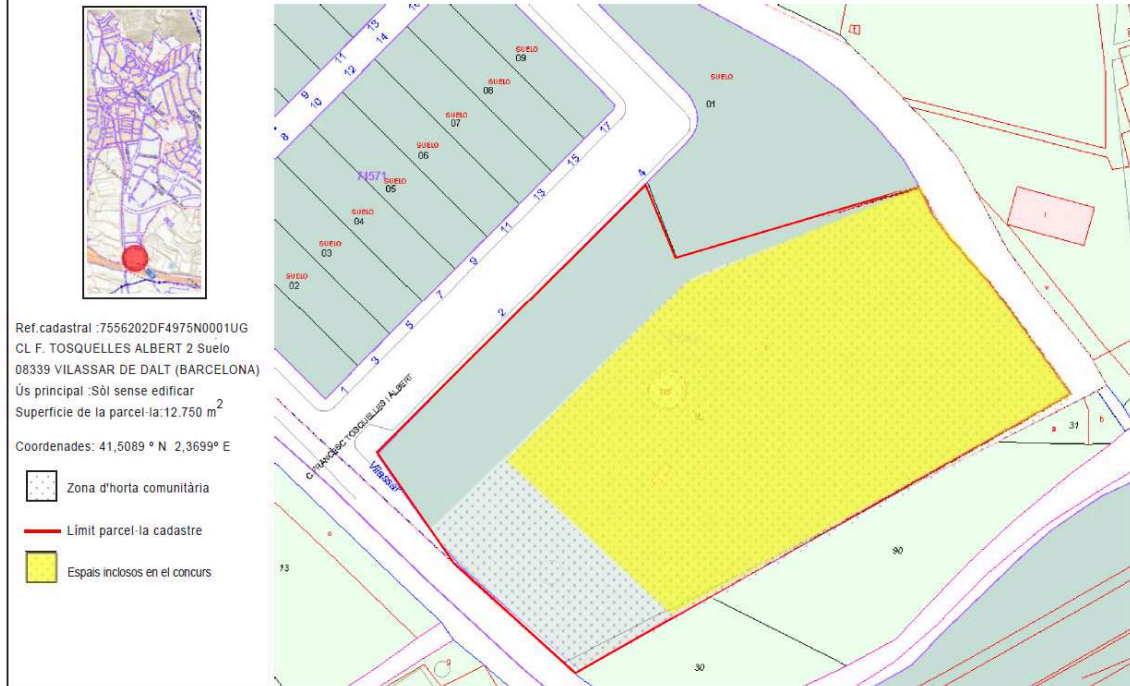 Ref.cadastral :7556202DF4975N0001UG
CL F. TOSQUELLES ALBERT 2 Suelo
08339 VILASSAR DE DALT (BARCELONA)
Ús principal :Sòl sense edificar
Superficie de la parcel·la:12.750 m2
Coordenades: 41,5089 º N 2,3699º E
Zona d'horta comunitària
Límit parcel·la cadastre
Espais inclosos en el concurs
13
16
11
14
9
12
10
8
SUELO
09
SUELO
08
SUELO
07
SUELO
06
71571
SUELO
05
SUELO
04
SUELO
03
SUELO
02
SUELO
01
17
15
13
11
9
7
5
3
1
4
2
C. FRANCESC TOSQUELLES I ALBERT
Vilassar
I
v
a
b
31
90
30
13
o
g